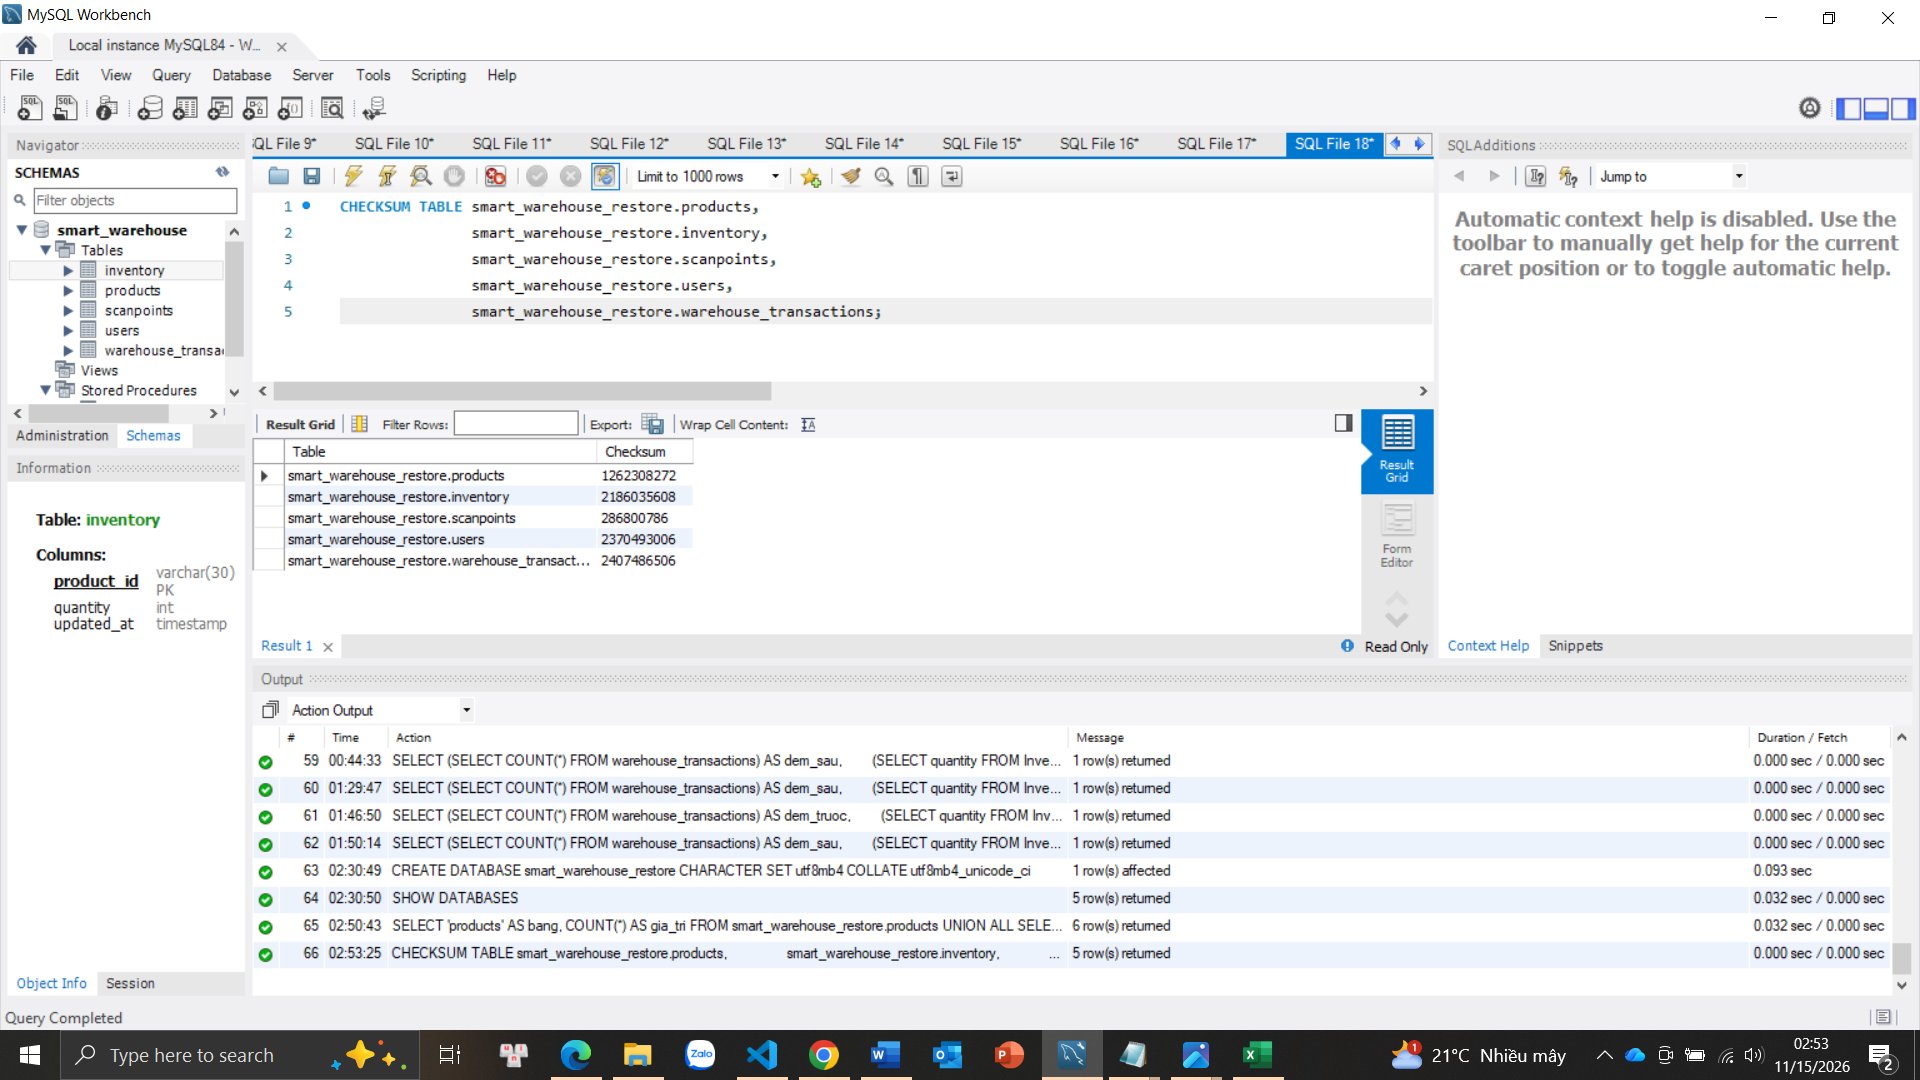 MySQL Workbench
Local instance MySQL84 - W...
File Edit View Query Database Server Tools Scripting Help
Navigator
SCHEMAS
Filter objects
smart_warehouse
Tables
inventory
products
scanpoints
users
warehouse_transa
Views
Stored Procedures
Administration Schemas
Information
Table: inventory
Columns:
product_id varchar(30) PK
quantity int
updated_at timestamp
Object Info Session
SQL File 9* SQL File 10* SQL File 11* SQL File 12* SQL File 13* SQL File 14* SQL File 15* SQL File 16* SQL File 17* SQL File 18*
Limit to 1000 rows
1 CHECKSUM TABLE smart_warehouse_restore.products,
2 smart_warehouse_restore.inventory,
3 smart_warehouse_restore.scanpoints,
4 smart_warehouse_restore.users,
5 smart_warehouse_restore.warehouse_transactions;
Result Grid Filter Rows: Export: Wrap Cell Content:
Table Checksum
smart_warehouse_restore.products 1262308272
smart_warehouse_restore.inventory 2186035608
smart_warehouse_restore.scanpoints 286800786
smart_warehouse_restore.users 2370493006
smart_warehouse_restore.warehouse_transact... 2407486506
Result Grid
Form Editor
Result 1
Read Only
SQLAdditions
Jump to
Automatic context help is disabled. Use the
toolbar to manually get help for the current
caret position or to toggle automatic help.
Context Help Snippets
Output
Action Output
# Time Action Message Duration / Fetch
59 00:44:33 SELECT (SELECT COUNT(*) FROM warehouse_transactions) AS dem_sau, (SELECT quantity FROM Inve... 1 row(s) returned 0.000 sec / 0.000 sec
60 01:29:47 SELECT (SELECT COUNT(*) FROM warehouse_transactions) AS dem_sau, (SELECT quantity FROM Inve... 1 row(s) returned 0.000 sec / 0.000 sec
61 01:46:50 SELECT (SELECT COUNT(*) FROM warehouse_transactions) AS dem_truoc, (SELECT quantity FROM Inv... 1 row(s) returned 0.000 sec / 0.000 sec
62 01:50:14 SELECT (SELECT COUNT(*) FROM warehouse_transactions) AS dem_sau, (SELECT quantity FROM Inve... 1 row(s) returned 0.000 sec / 0.000 sec
63 02:30:49 CREATE DATABASE smart_warehouse_restore CHARACTER SET utf8mb4 COLLATE utf8mb4_unicode_ci 1 row(s) affected 0.093 sec
64 02:30:50 SHOW DATABASES 5 row(s) returned 0.032 sec / 0.000 sec
65 02:50:43 SELECT 'products' AS bang, COUNT(*) AS gia_tri FROM smart_warehouse_restore.products UNION ALL SELE... 6 row(s) returned 0.032 sec / 0.000 sec
66 02:53:25 CHECKSUM TABLE smart_warehouse_restore.products, smart_warehouse_restore.inventory, ... 5 row(s) returned 0.000 sec / 0.000 sec
Query Completed
Type here to search
Zalo
21°C Nhiều mây
02:53
11/15/2026
2